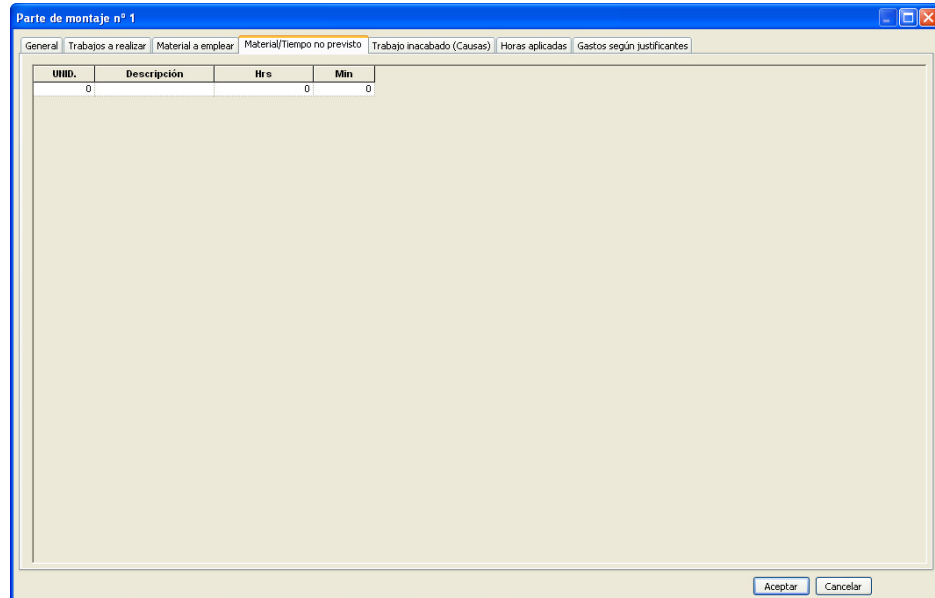 Parte de montaje nº 1
General Trabajos a realizar Material a emplear Material/Tiempo no previsto Trabajo inacabado (Causas) Horas aplicadas Gastos según justificantes
UNID. Descripción Hrs Min
0 0 0
Aceptar Cancelar